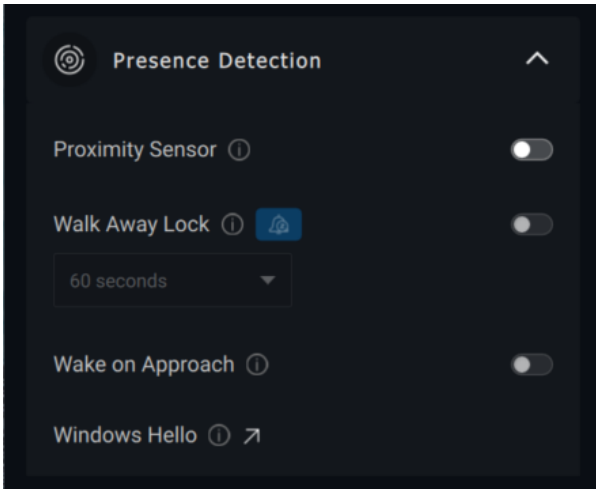 Presence Detection
Proximity Sensor
Walk Away Lock
60 seconds
Wake on Approach
Windows Hello